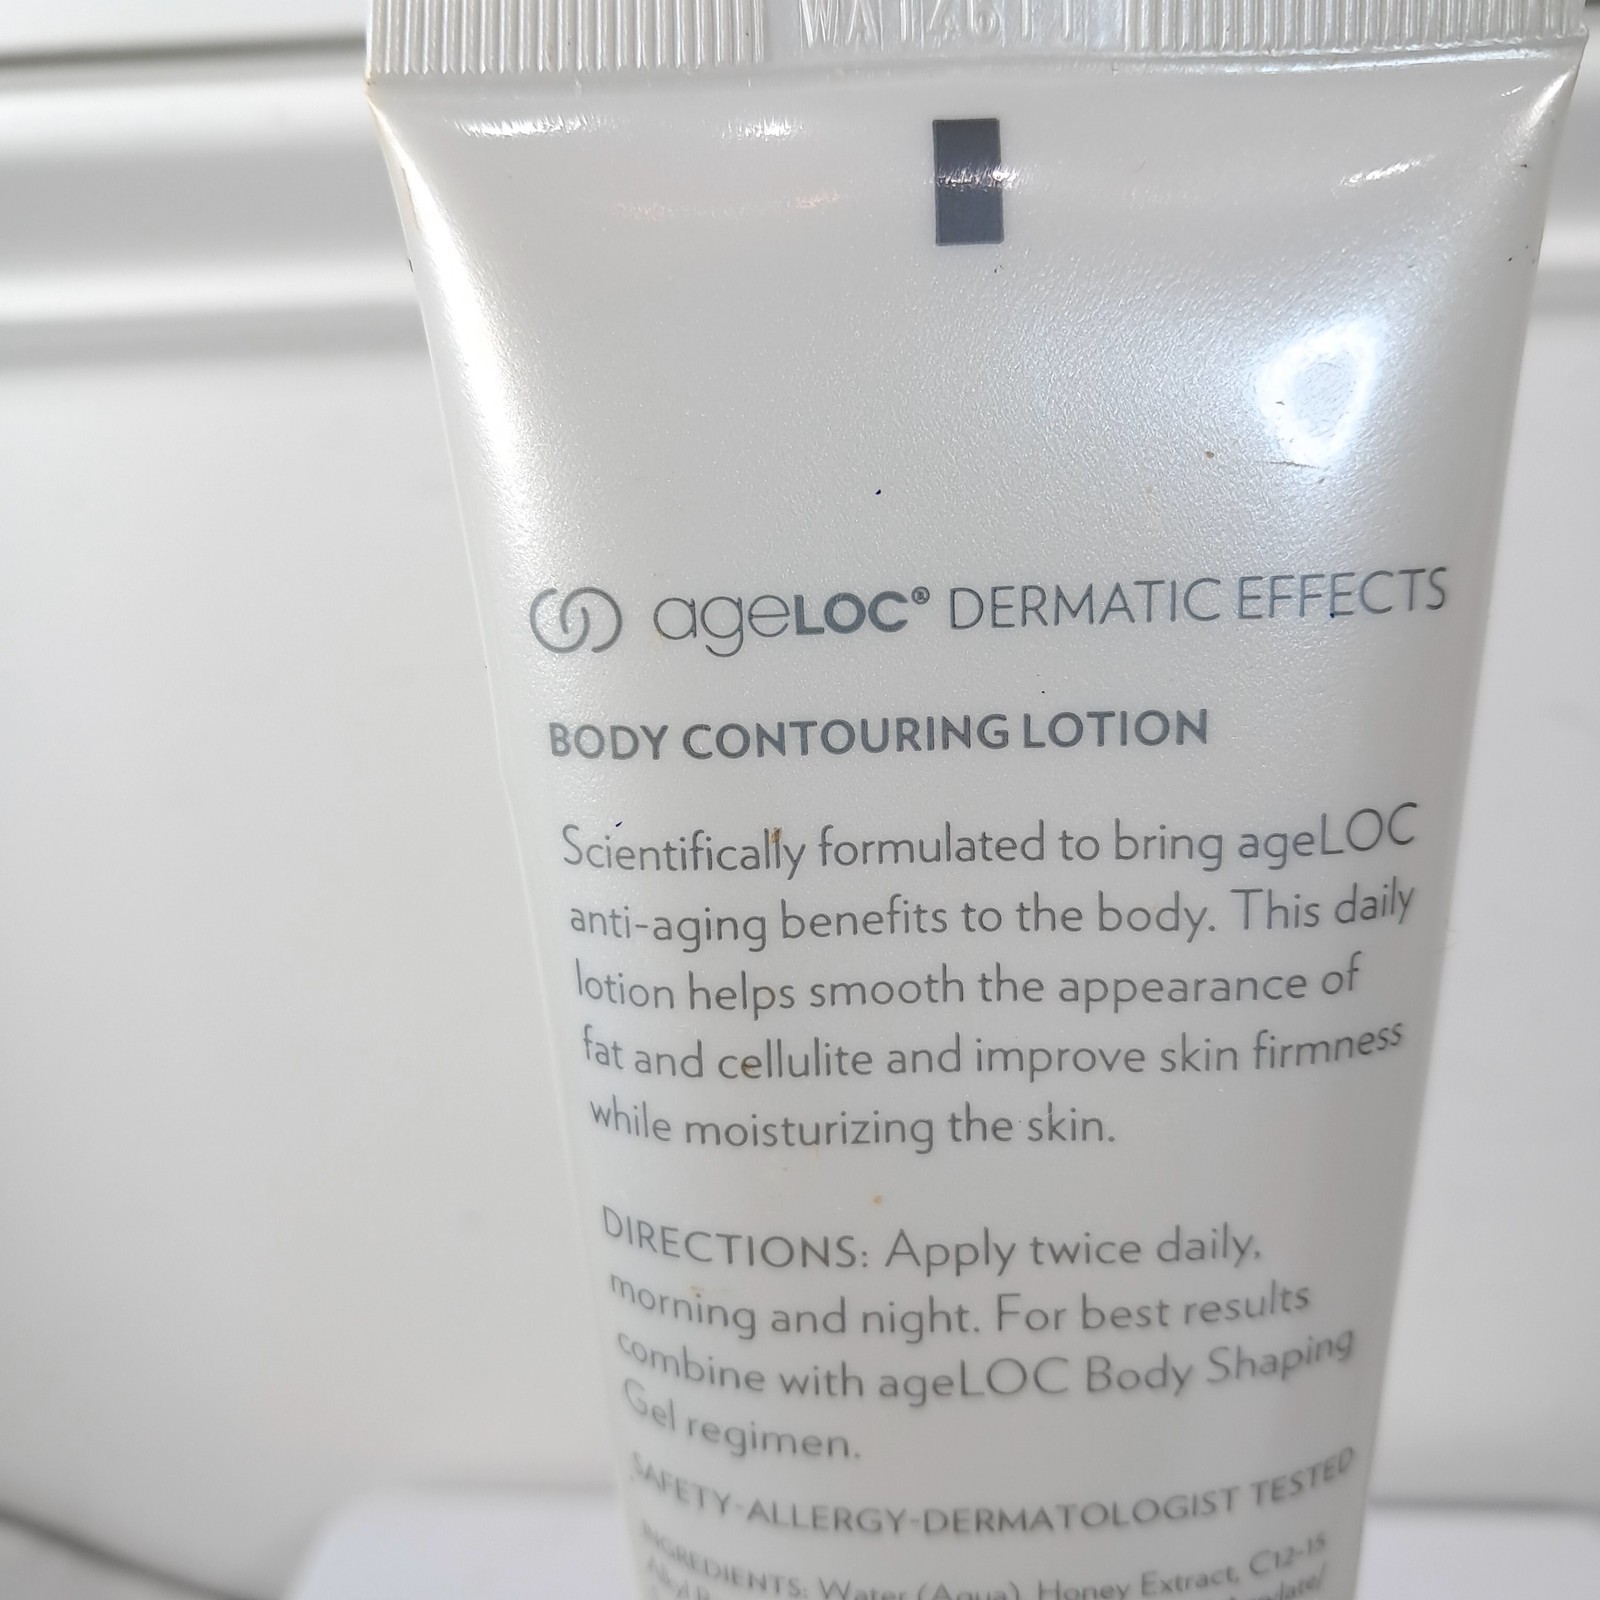 WA14611
ageLOC® DERMATIC EFFECTS
BODY CONTOURING LOTION
Scientifically formulated to bring ageLOC
anti-aging benefits to the body. This daily
lotion helps smooth the appearance of
fat and cellulite and improve skin firmness
while moisturizing the skin.
DIRECTIONS: Apply twice daily,
morning and night. For best results
combine with ageLOC Body Shaping
Gel regimen.
SAFETY-ALLERGY-DERMATOLOGIST TESTED
INGREDIENTS: Water (Aqua), Honey Extract, C12-15
Alkyl